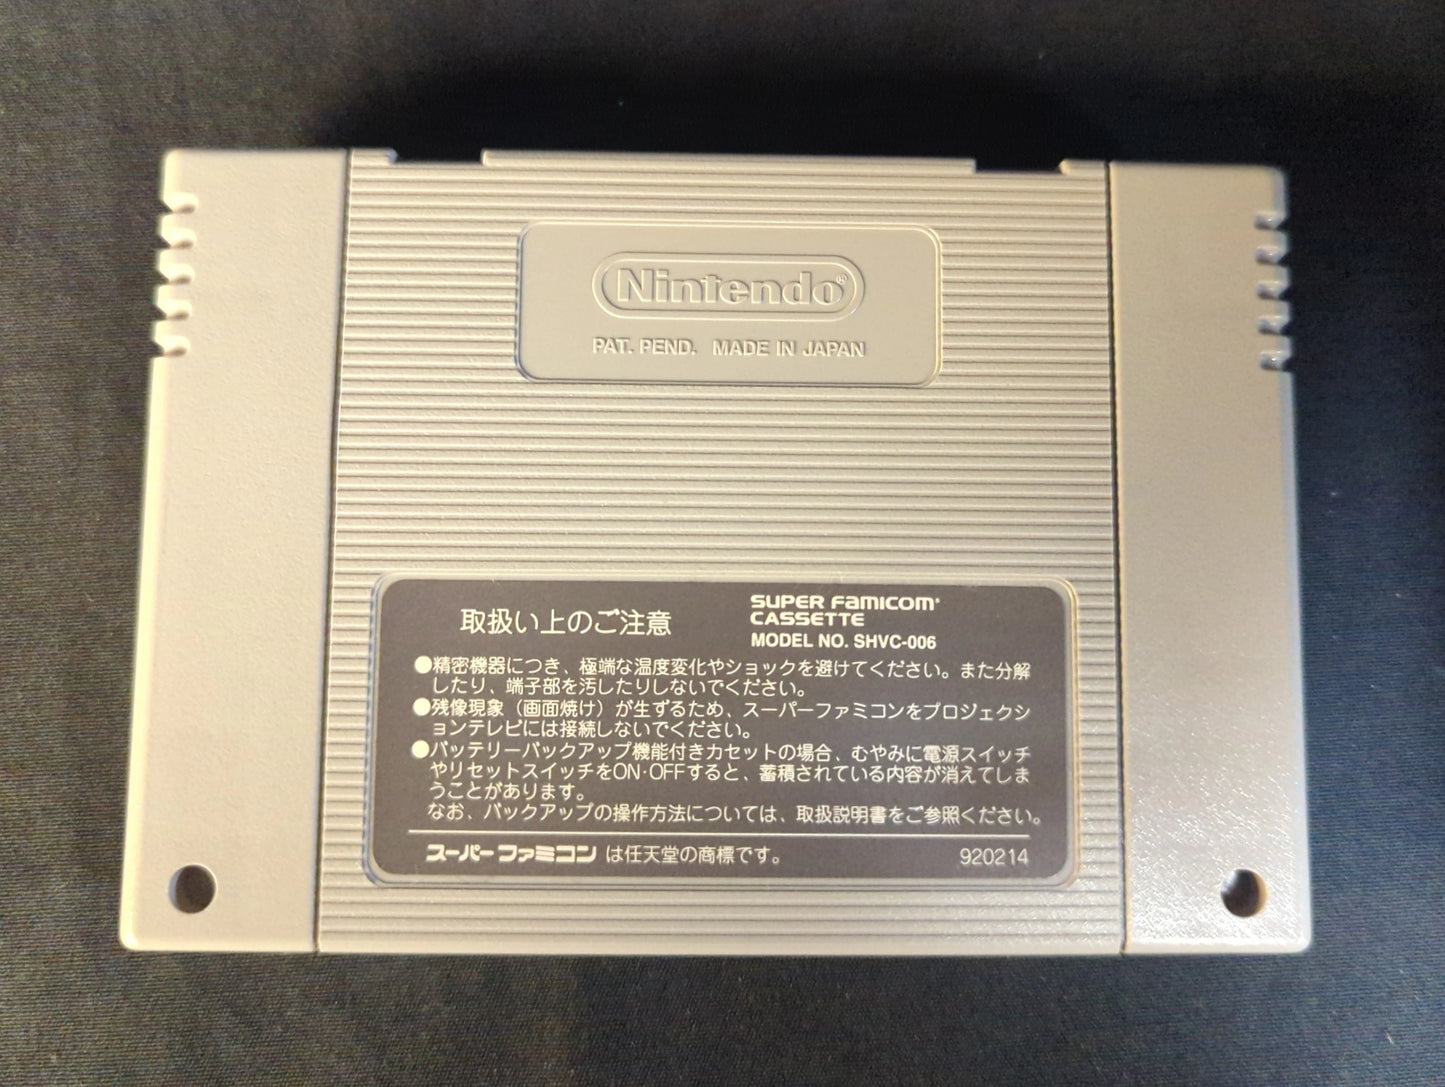 Nintendo®
PAT. PEND. MADE IN JAPAN
取扱い上のご注意
SUPER FAMICOM®
CASSETTE
MODEL NO. SHVC-006
●精密機器につき、極端な温度変化やショックを避けてください。また分解
したり、端子部を汚したりしないでください。
●残像現象（画面焼け）が生ずるため、スーパーファミコンをプロジェクシ
ョンテレビには接続しないでください。
●バッテリーバックアップ機能付きカセットの場合、むやみに電源スイッチ
やリセットスイッチをON・OFFすると、蓄積されている内容が消えてしま
うことがあります。
なお、バックアップの操作方法については、取扱説明書をご参照ください。
スーパーファミコン は任天堂の商標です。
920214